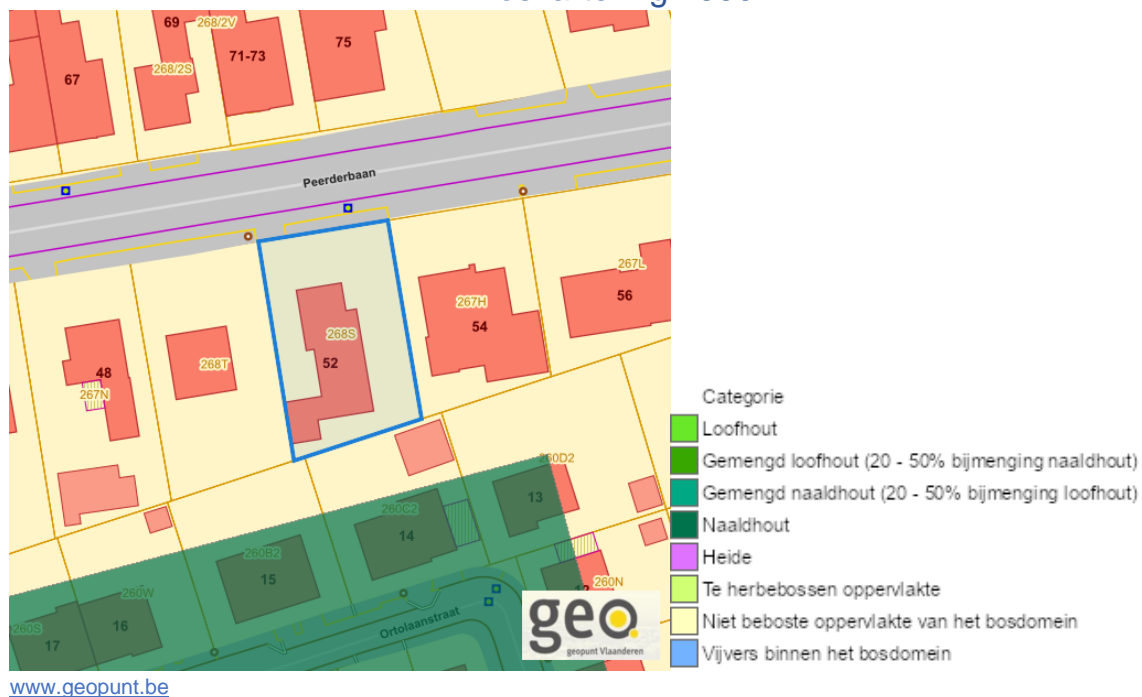 69
268/2V
71-73
75
67
268/2S
Peerderbaan
267L
56
267H
54
268S
52
268T
48
267N
260D2
13
260C2
14
260B2
15
260W
16
260S
17
260N
12
Ortolaanstraat
geo.
geopunt Vlaanderen
Categorie
Loofhout
Gemengd loofhout (20 - 50% bijmenging naaldhout)
Gemengd naaldhout (20 - 50% bijmenging loofhout)
Naaldhout
Heide
Te herbebossen oppervlakte
Niet beboste oppervlakte van het bosdomein
Vijvers binnen het bosdomein
www.geopunt.be